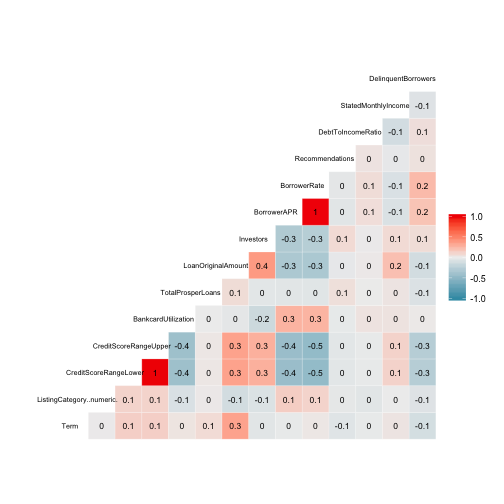 DelinquentBorrowers
StatedMonthlyIncome -0.1
DebtToIncomeRatio -0.1 0.1
Recommendations 0 0 0
BorrowerRate 0 0.1 -0.1 0.2
BorrowerAPR 1 0 0.1 -0.1 0.2
Investors -0.3 -0.3 0.1 0 0.1 0.1
LoanOriginalAmount 0.4 -0.3 -0.3 0 0 0.2 -0.1
TotalProsperLoans 0.1 0 0 0 0.1 0 0 -0.1
BankcardUtilization 0 0 -0.2 0.3 0.3 0 0 0 0
CreditScoreRangeUpper -0.4 0 0.3 0.3 -0.4 -0.5 0 0 0.1 -0.3
CreditScoreRangeLower 1 -0.4 0 0.3 0.3 -0.4 -0.5 0 0 0.1 -0.3
ListingCategory..numeric. 0.1 0.1 -0.1 0 -0.1 -0.1 0.1 0.1 0 0 0 0
Term 0 0.1 0.1 0 0.1 0.3 0 0 0 -0.1 0 0 -0.1
1.0
0.5
0.0
-0.5
-1.0